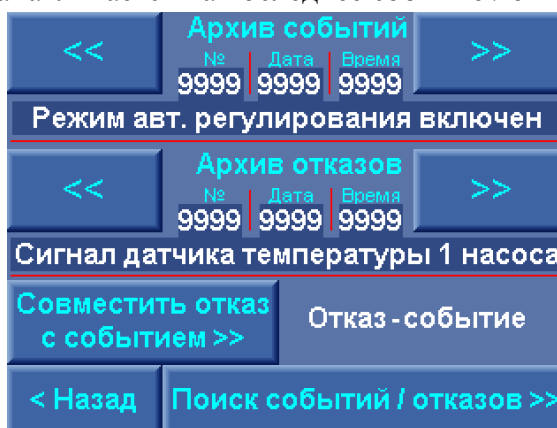 << Архив событий >>
№ Дата Время
9999 9999 9999
Режим авт. регулирования включен
<< Архив отказов >>
№ Дата Время
9999 9999 9999
Сигнал датчика температуры 1 насоса
Совместить отказ
с событием >>
Отказ-событие
< Назад
Поиск событий / отказов >>